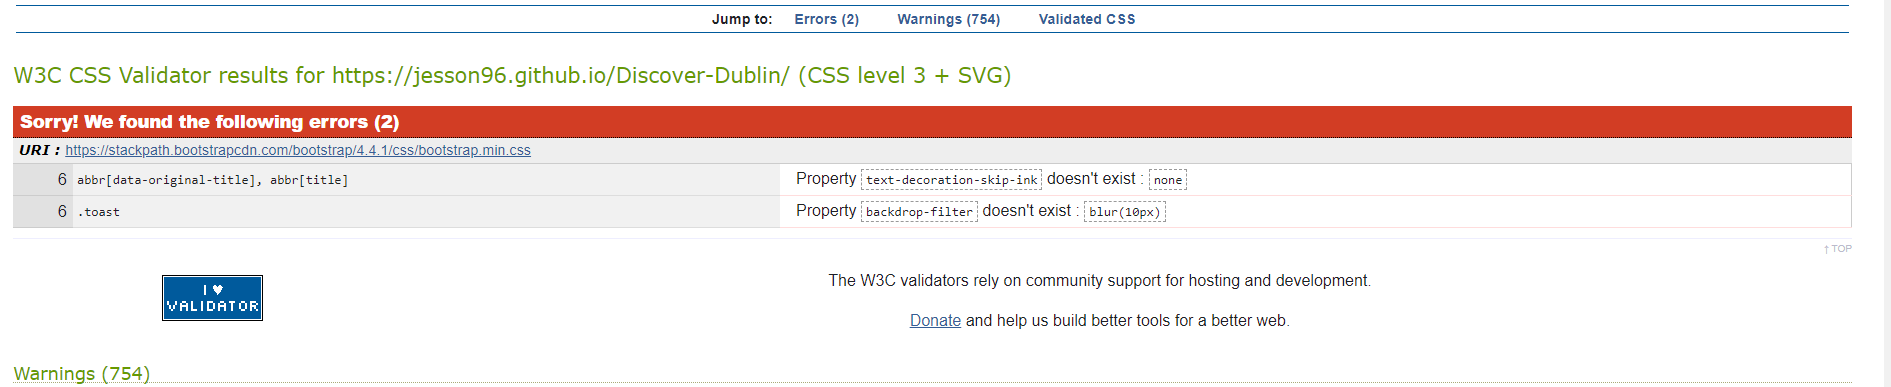 Jump to: Errors (2) Warnings (754) Validated CSS
W3C CSS Validator results for https://jesson96.github.io/Discover-Dublin/ (CSS level 3 + SVG)
Sorry! We found the following errors (2)
URI : https://stackpath.bootstrapcdn.com/bootstrap/4.4.1/css/bootstrap.min.css
6 abbr[data-original-title], abbr[title] Property text-decoration-skip-ink doesn't exist : none
6 .toast Property backdrop-filter doesn't exist : blur(10px)
↑ TOP
I ♥
VALIDATOR
The W3C validators rely on community support for hosting and development.
Donate and help us build better tools for a better web.
Warnings (754)